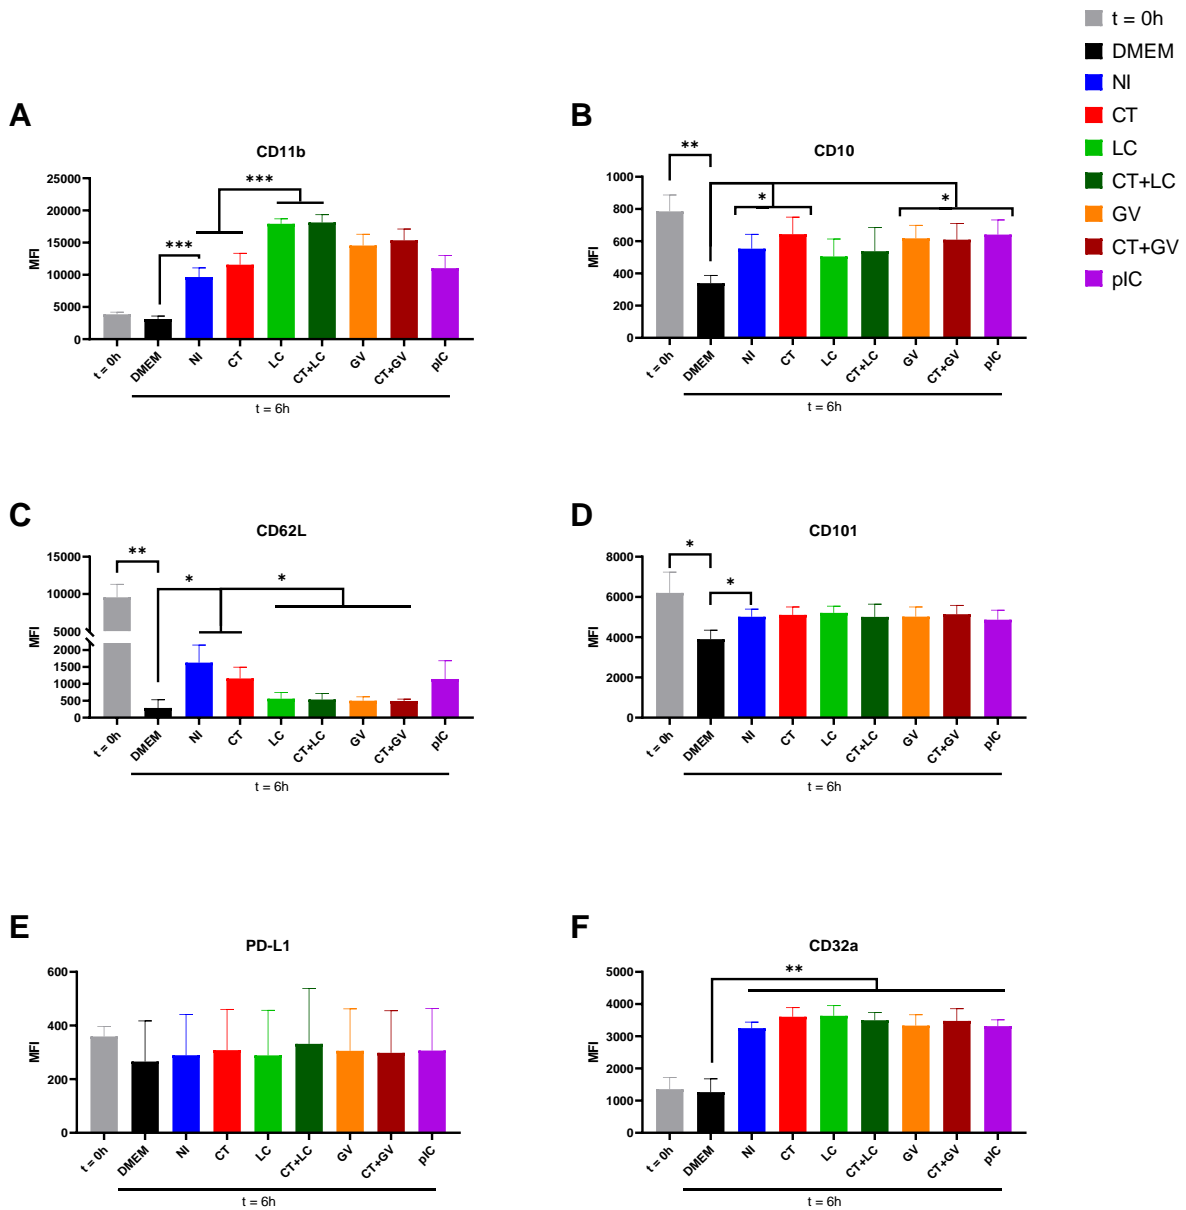 t = 0h
DMEM
NI
CT
LC
CT+LC
GV
CT+GV
pIC
A
CD11b
***
***
25000
20000
15000
10000
5000
0
MFI
t = 0h
DMEM
NI
CT
LC
CT+LC
GV
CT+GV
pIC
t = 6h
B
CD10
**
*
*
1000
800
600
400
200
0
MFI
t = 0h
DMEM
NI
CT
LC
CT+LC
GV
CT+GV
pIC
t = 6h
C
CD62L
**
*
*
15000
10000
5000
2000
1500
1000
500
0
MFI
t = 0h
DMEM
NI
CT
LC
CT+LC
GV
CT+GV
pIC
t = 6h
D
CD101
*
*
8000
6000
4000
2000
0
MFI
t = 0h
DMEM
NI
CT
LC
CT+LC
GV
CT+GV
pIC
t = 6h
E
PD-L1
600
400
200
0
MFI
t = 0h
DMEM
NI
CT
LC
CT+LC
GV
CT+GV
pIC
t = 6h
F
CD32a
**
5000
4000
3000
2000
1000
0
MFI
t = 0h
DMEM
NI
CT
LC
CT+LC
GV
CT+GV
pIC
t = 6h